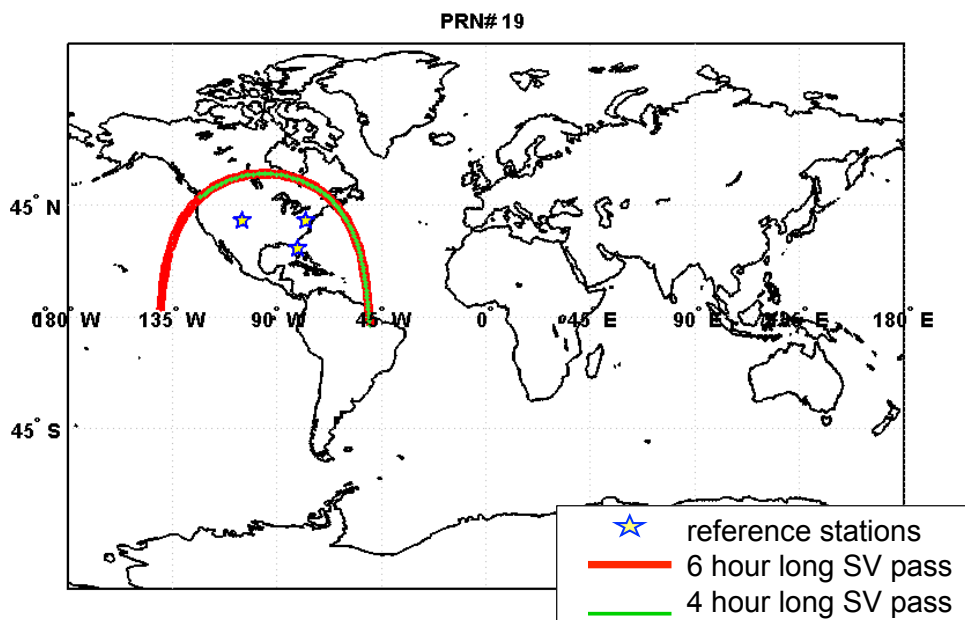 PRN# 19
45° N
180° W 135° W 90° W 45° W 0° 45° E 90° E 135° E 180° E
45° S
reference stations
6 hour long SV pass
4 hour long SV pass